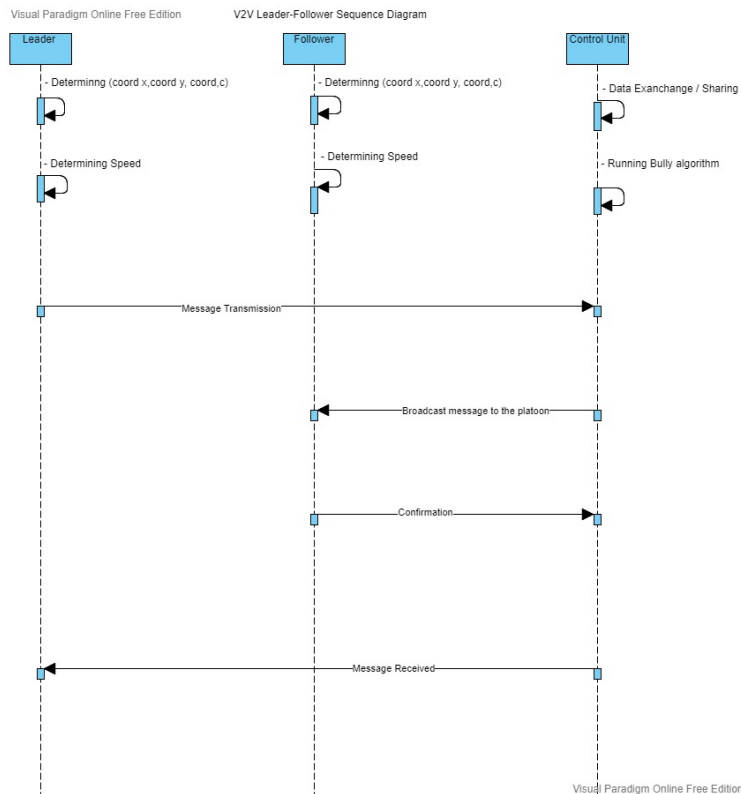 Visual Paradigm Online Free Edition
V2V Leader-Follower Sequence Diagram
Leader
Follower
Control Unit
- Determinng (coord x,coord y, coord,c)
- Determinng (coord x,coord y, coord,c)
- Data Exanchange / Sharing
- Determining Speed
- Determining Speed
- Running Bully algorithm
Message Transmission
Broadcast message to the platoon
Confirmation
Message Received
Visual Paradigm Online Free Edition